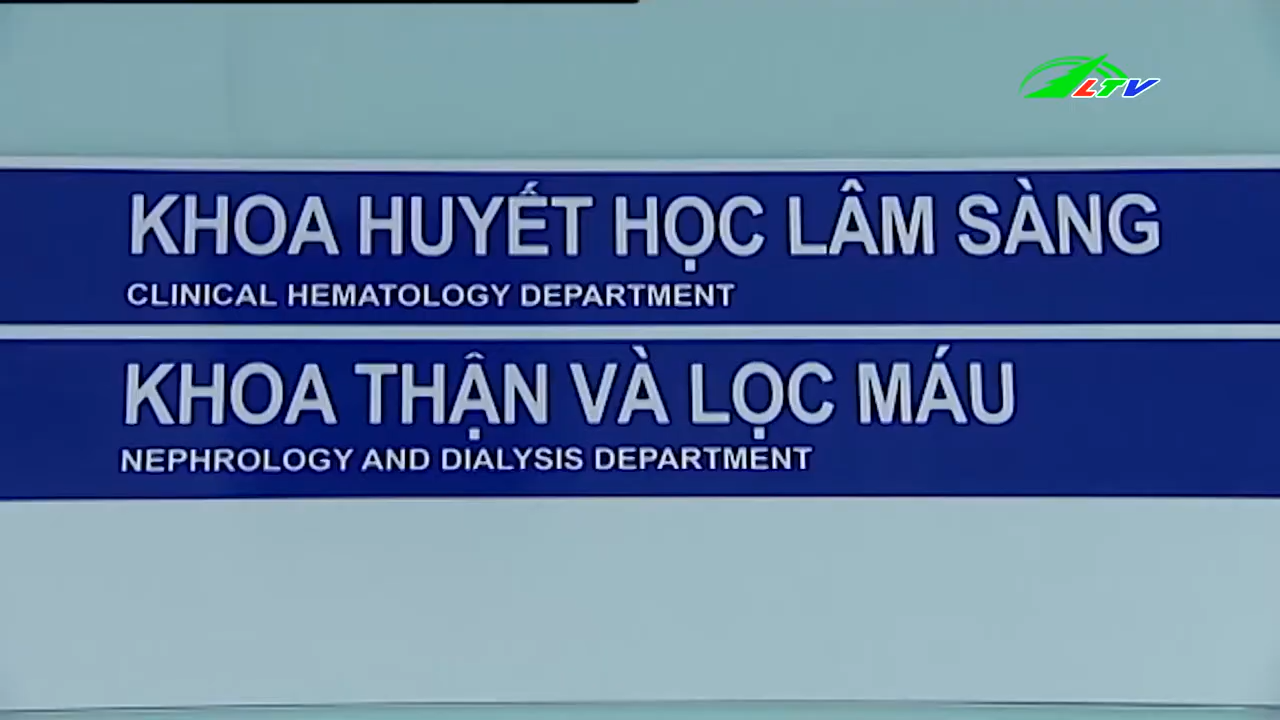 LTV
KHOA HUYẾT HỌC LÂM SÀNG
CLINICAL HEMATOLOGY DEPARTMENT
KHOA THẬN VÀ LỌC MÁU
NEPHROLOGY AND DIALYSIS DEPARTMENT